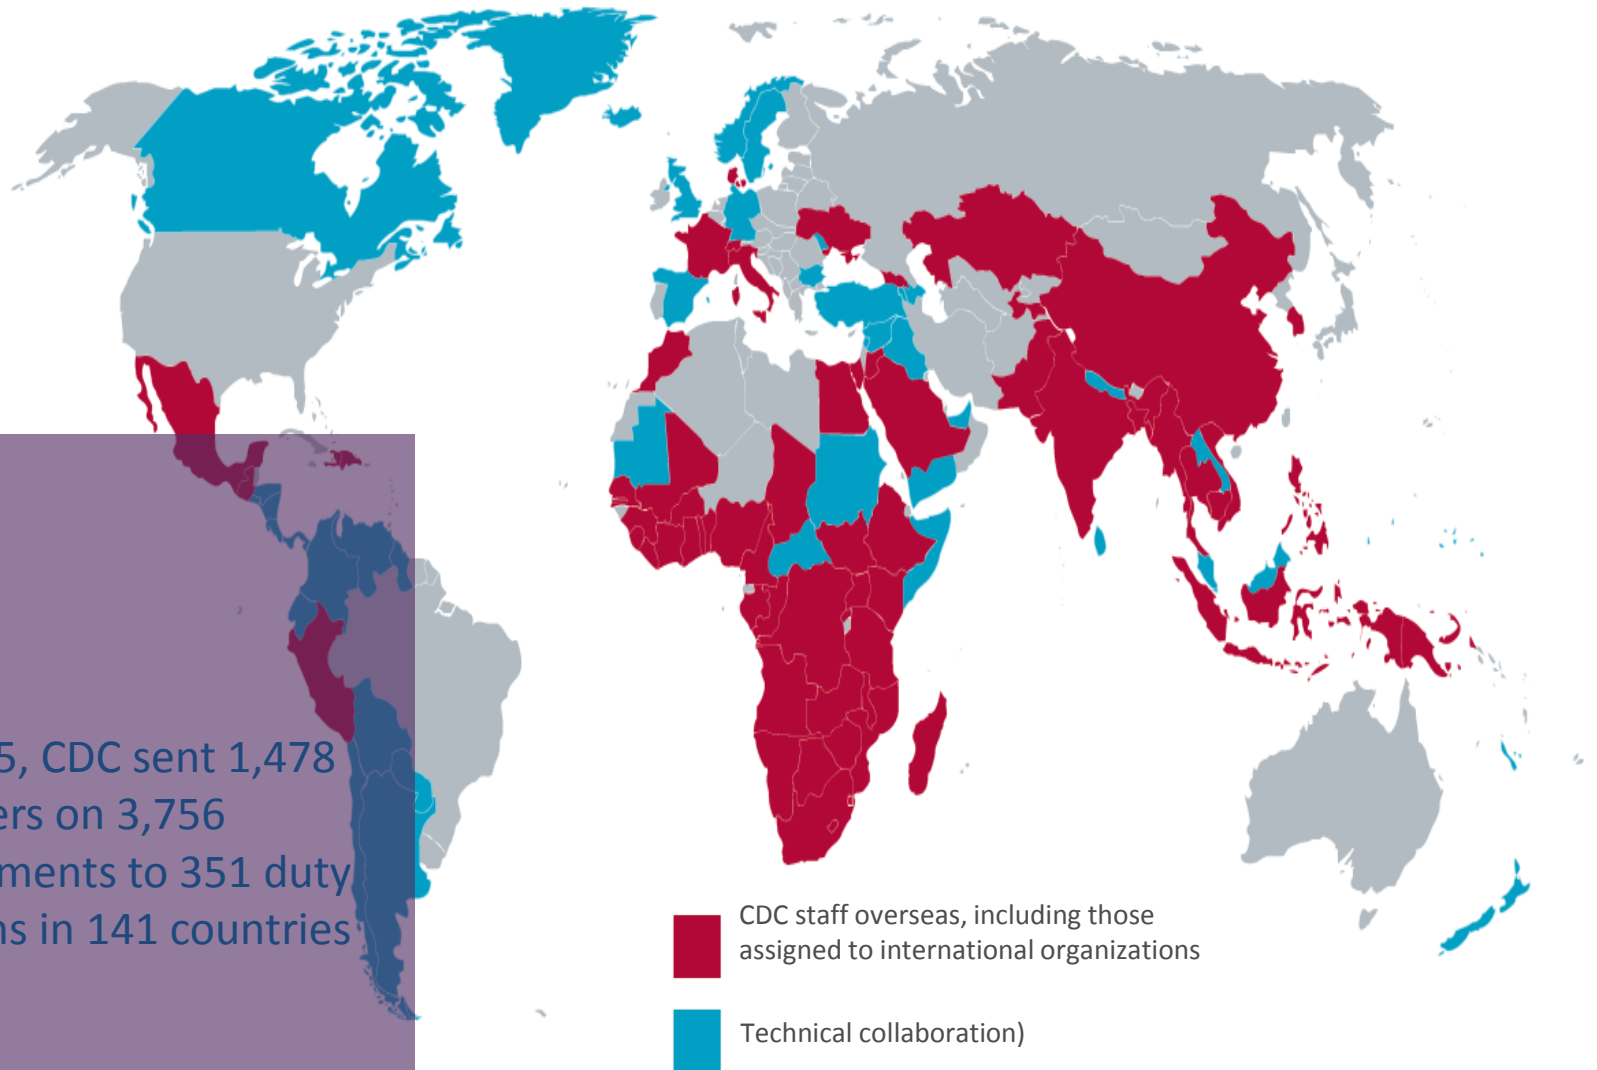 5, CDC sent 1,478
ers on 3,756
ments to 351 duty
ns in 141 countries
CDC staff overseas, including those
assigned to international organizations
Technical collaboration)